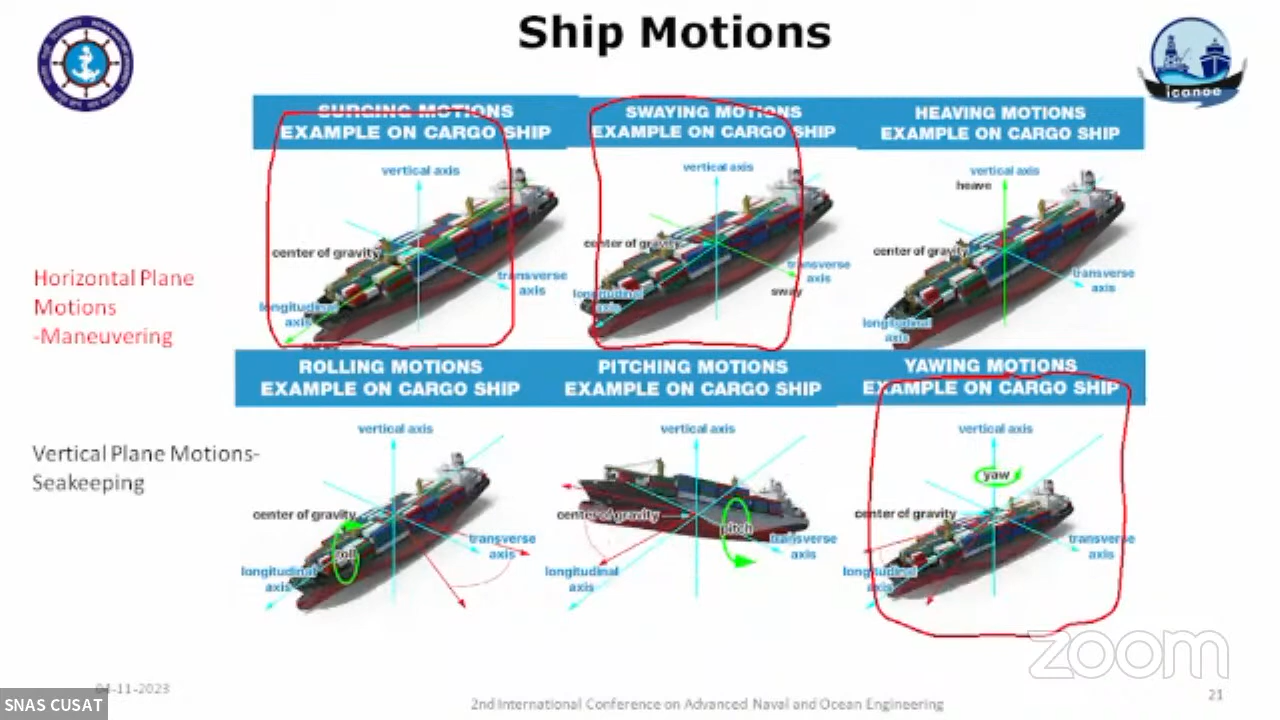 Ship Motions
icanoe
SURGING MOTIONS
EXAMPLE ON CARGO SHIP
SWAYING MOTIONS
EXAMPLE ON CARGO SHIP
HEAVING MOTIONS
EXAMPLE ON CARGO SHIP
vertical axis
center of gravity
transverse
axis
longitudinal
axis
vertical axis
center of gravity
transverse
axis
sway
longitudinal
axis
vertical axis
heave
center of gravity
transverse
axis
longitudinal
axis
Horizontal Plane
Motions
-Maneuvering
ROLLING MOTIONS
EXAMPLE ON CARGO SHIP
PITCHING MOTIONS
EXAMPLE ON CARGO SHIP
YAWING MOTIONS
EXAMPLE ON CARGO SHIP
Vertical Plane Motions-
Seakeeping
vertical axis
center of gravity
roll
transverse
axis
longitudinal
axis
vertical axis
center of gravity
pitch
transverse
axis
longitudinal
axis
vertical axis
yaw
center of gravity
transverse
axis
longitudinal
axis
zoom
04-11-2023
SNAS CUSAT
2nd International Conference on Advanced Naval and Ocean Engineering
21